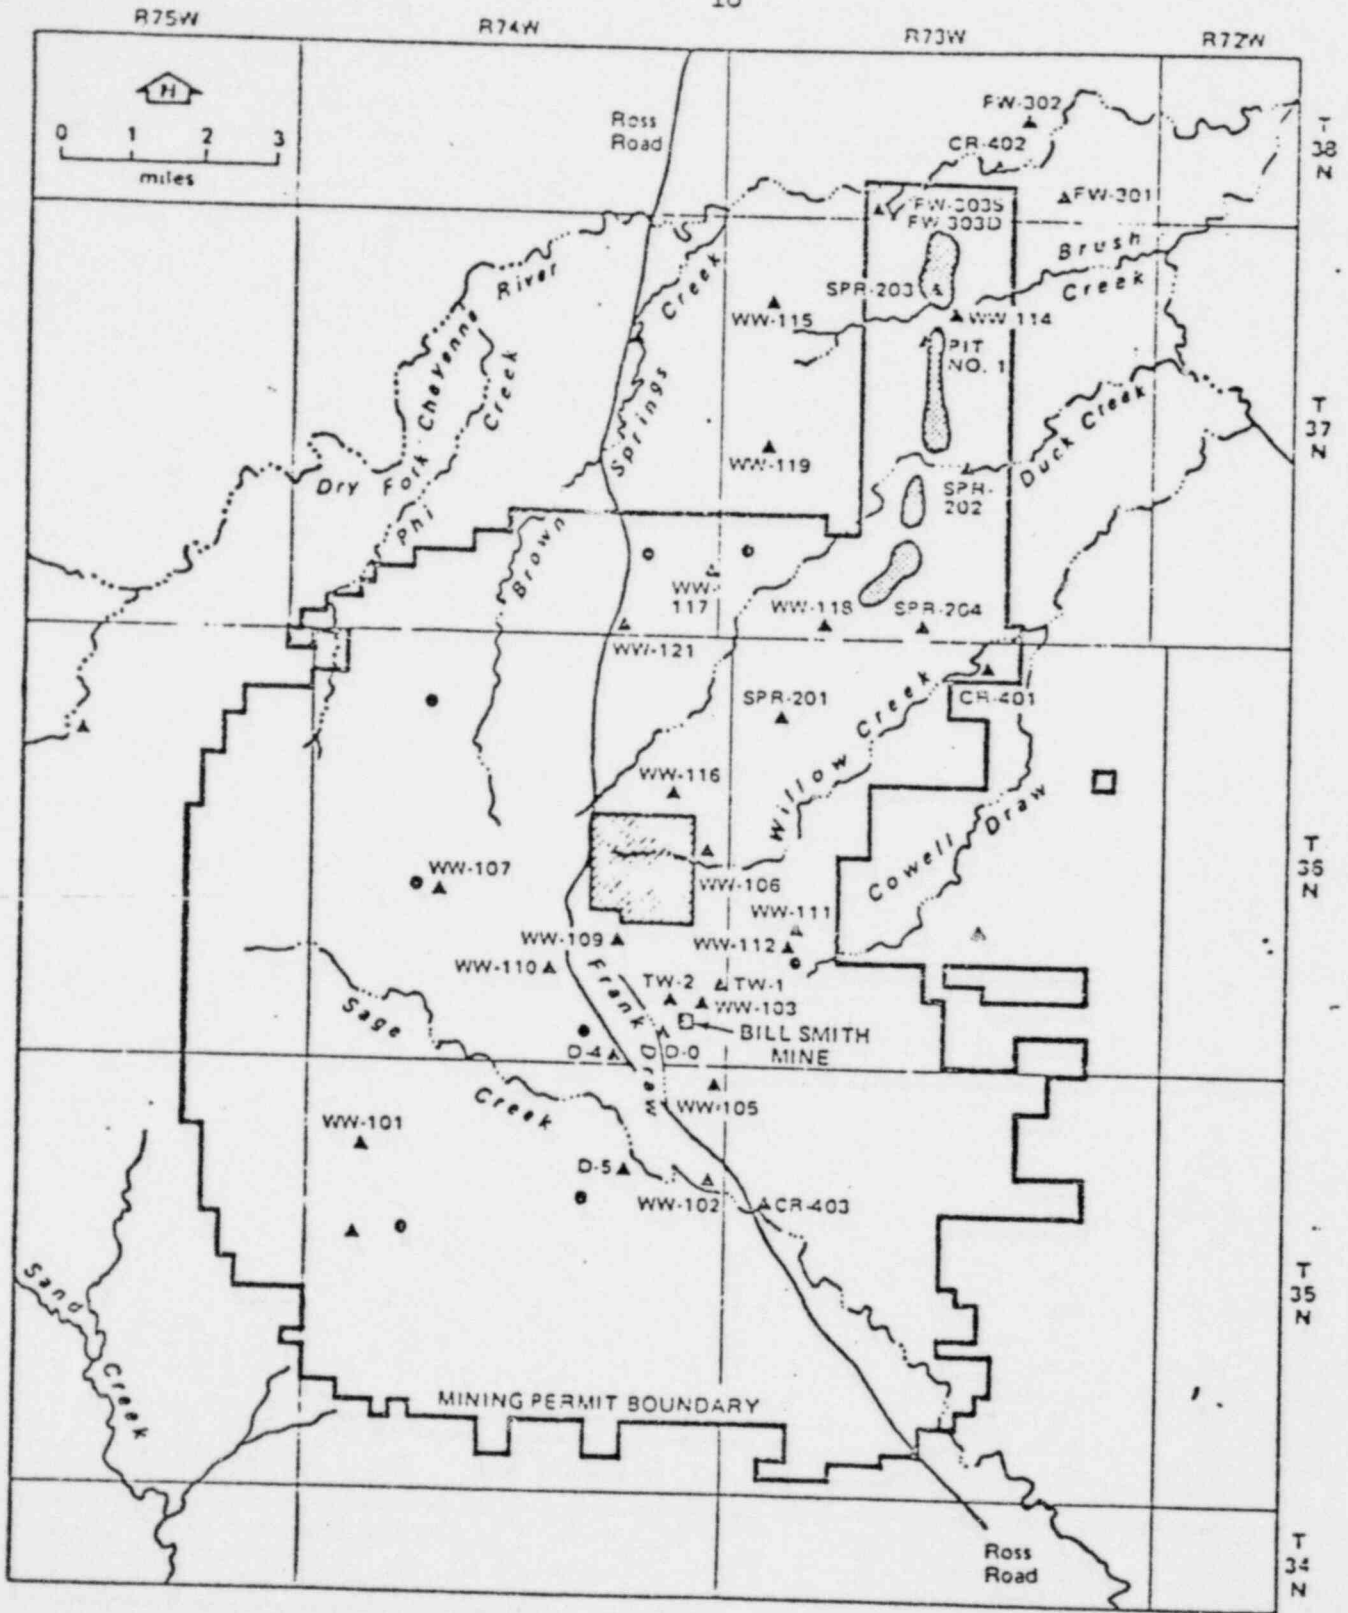 10
R75W
R74W
R73W
R72W
N
0 1 2 3
miles
Ross
Road
FW-302
CR-402
T
38
N
FW-301
FW-303S
FW-303D
Brush
Creek
River
Creek
SPR-203
WW-115
WW-114
PIT
NO. 1
Cheyenne
Creek
Springs
Duck Creek
T
37
N
WW-119
Dry Fork
SPR-
202
Phi
Brown
WW-
117
WW-118
SPR-204
WW-121
SPR-201
CR-401
Willow Creek
WW-116
Cowell Draw
T
36
N
WW-107
WW-106
WW-111
WW-109
WW-112
WW-110
Frank Draw
TW-2
TW-1
WW-103
Sage
Creek
BILL SMITH
MINE
D-4
D-0
WW-105
WW-101
D-5
WW-102
CR-403
Sand
Creek
T
35
N
MINING PERMIT BOUNDARY
Ross
Road
T
34
N